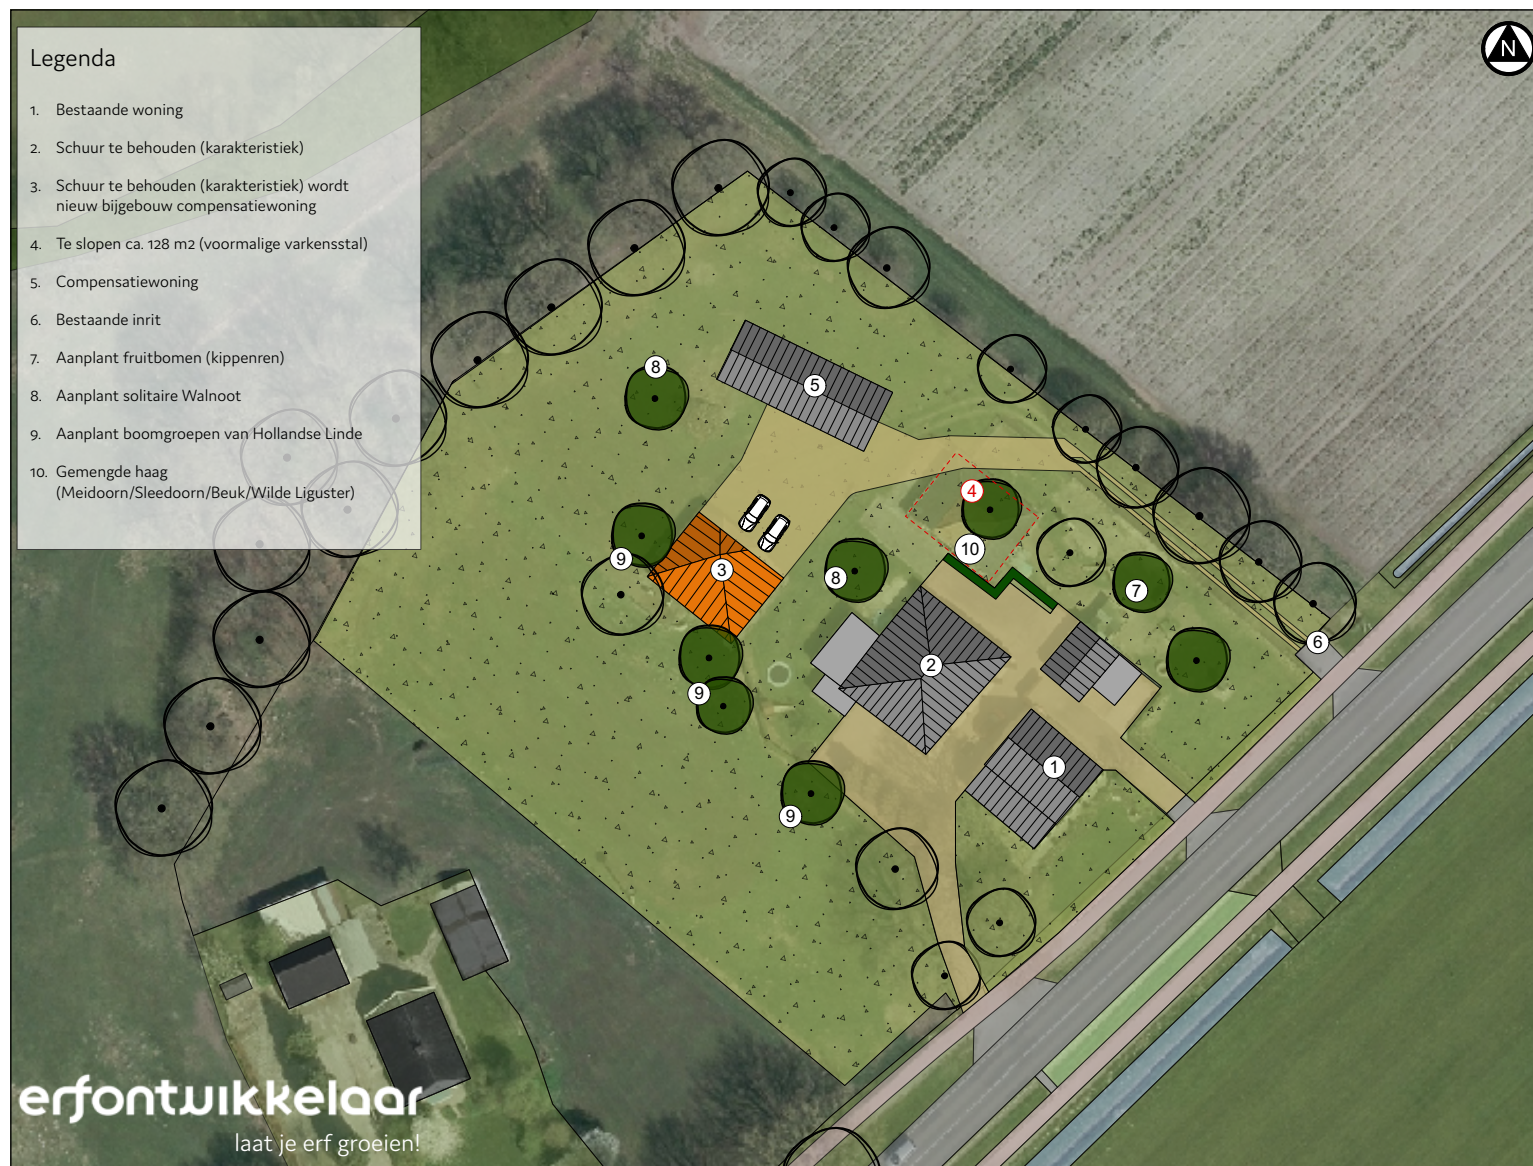 Legenda
1. Bestaande woning
2. Schuur te behouden (karakteristiek)
3. Schuur te behouden (karakteristiek) wordt
nieuw bijgebouw compensatiewoning
4. Te slopen ca. 128 m2 (voormalige varkensstal)
5. Compensatiewoning
6. Bestaande inrit
7. Aanplant fruitbomen (kippenren)
8. Aanplant solitaire Walnoot
9. Aanplant boomgroepen van Hollandse Linde
10. Gemengde haag
(Meidoorn/Sleedoorn/Beuk/Wilde Liguster)
N
8
5
4
9
3
10
8
7
6
2
9
1
9
erfontwikkelaar
laat je erf groeien!